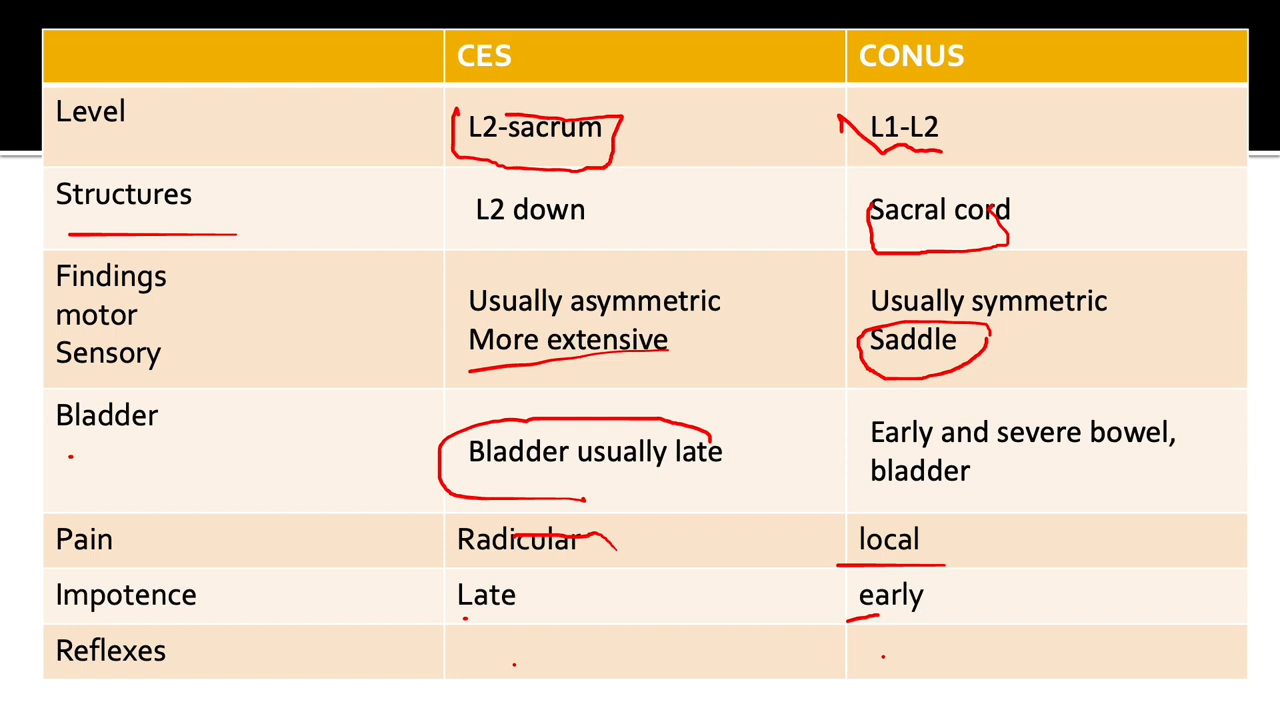 CES
CONUS
Level
L2-sacrum
L1-L2
Structures
L2 down
Sacral cord
Findings
motor
Sensory
Usually asymmetric
More extensive
Usually symmetric
Saddle
Bladder
Bladder usually late
Early and severe bowel,
bladder
Pain
Radicular
local
Impotence
Late
early
Reflexes